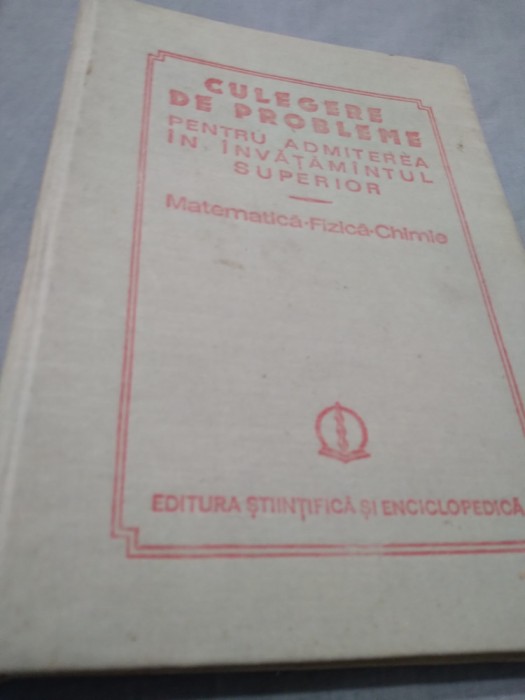 CULEGERE
DE PROBLEME
PENTRU ADMITEREA
ÎN ÎNVĂȚĂMÎNTUL
SUPERIOR
Matematică·Fizică·Chimie
EDITURA ȘTIINȚIFICĂ ȘI ENCICLOPEDICĂ